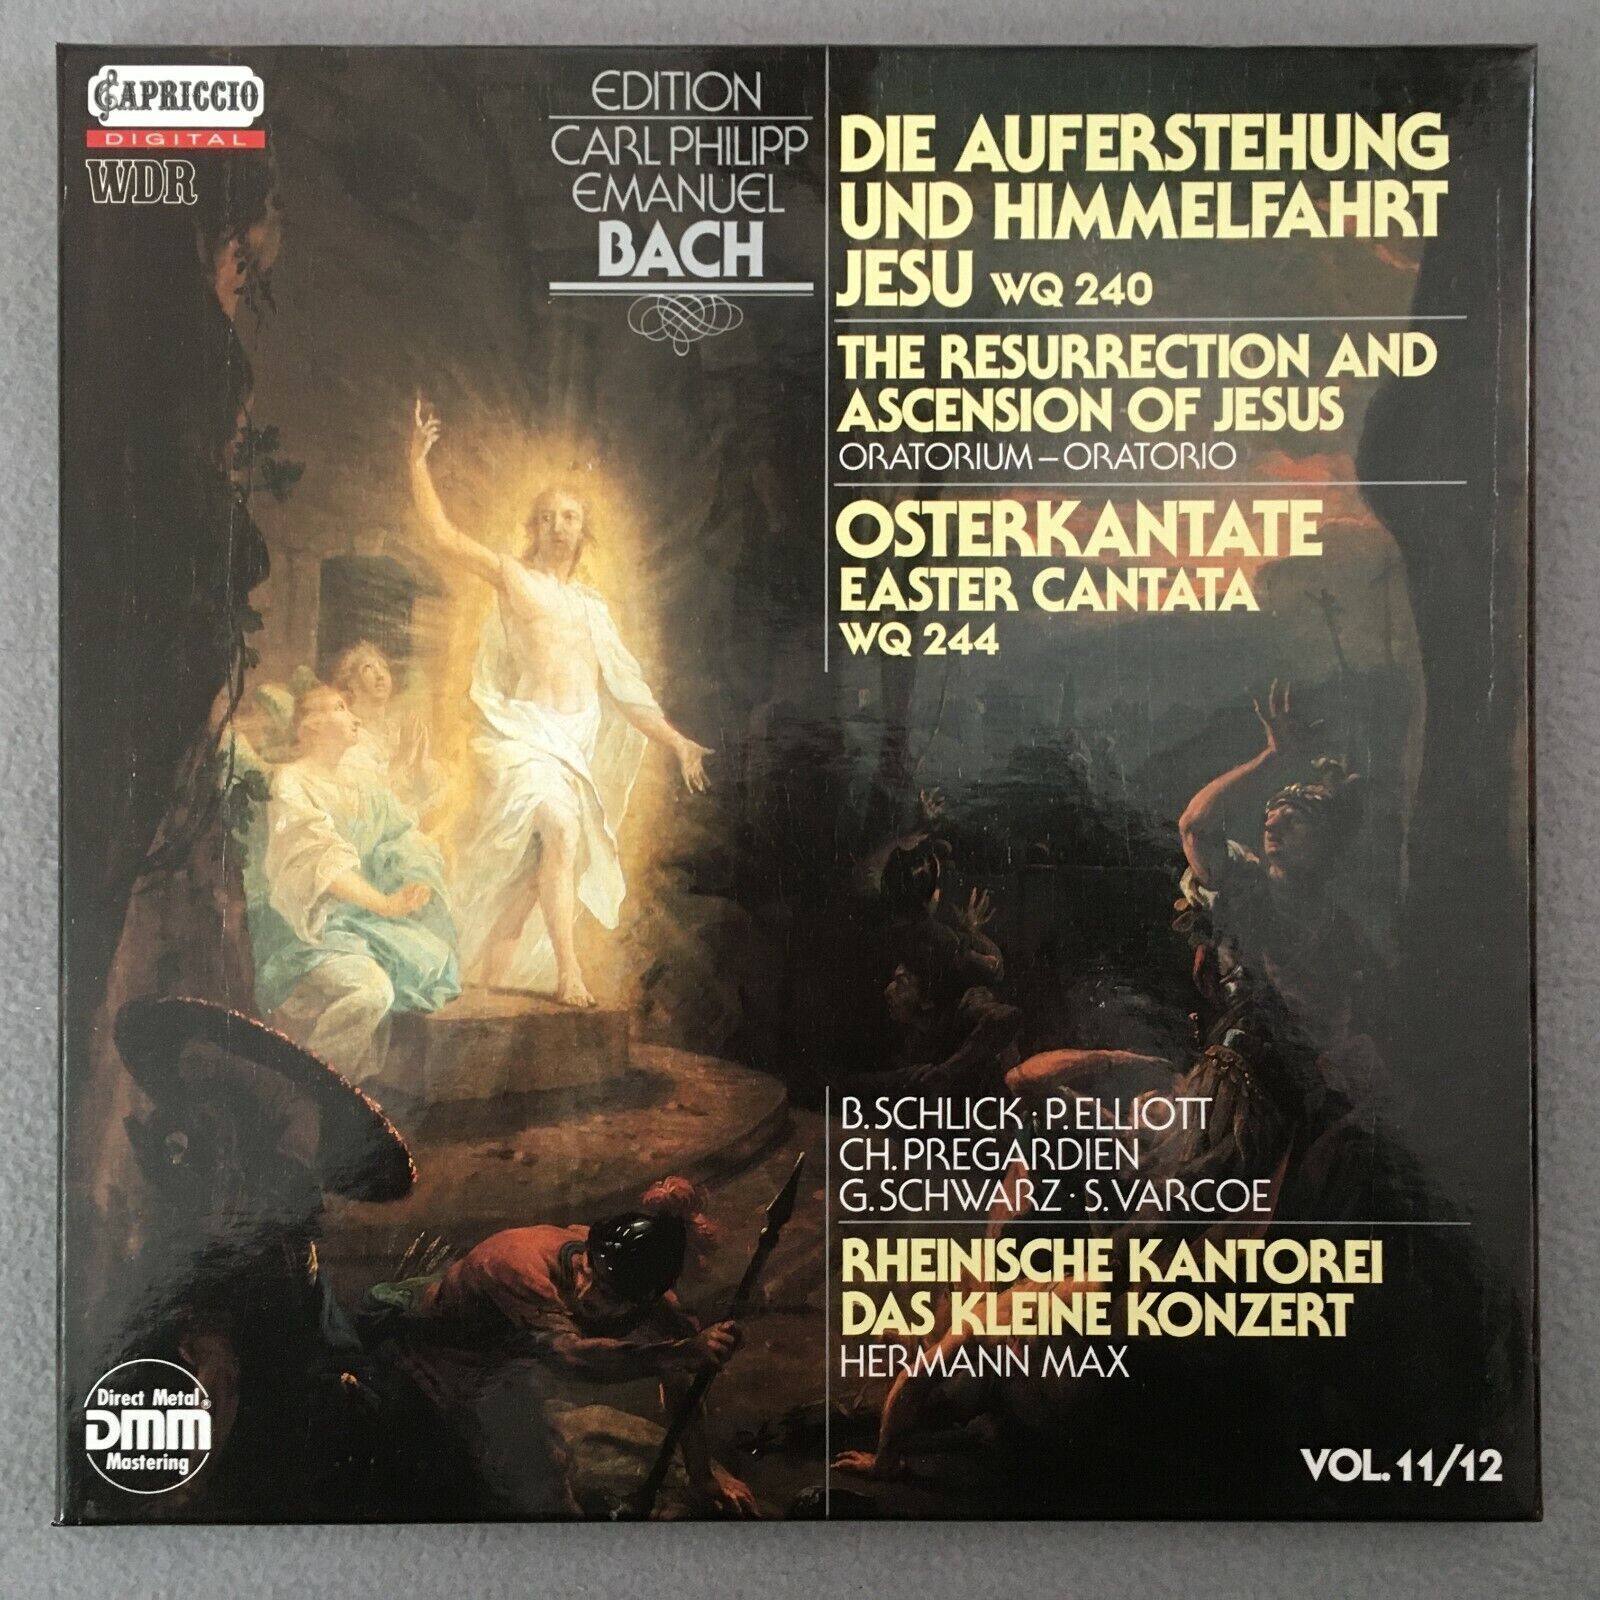 CAPRICCIO
DIGITAL
WDR
EDITION
CARL PHILIPP
EMANUEL
BACH
DIE AUFERSTEHUNG
UND HIMMELFAHRT
JESU WQ 240
THE RESURRECTION AND
ASCENSION OF JESUS
ORATORIUM – ORATORIO
OSTERKANTATE
EASTER CANTATA
WQ 244
B. SCHLICK · P. ELLIOTT
CH. PREGARDIEN
G. SCHWARZ · S. VARCOE
RHEINISCHE KANTOREI
DAS KLEINE KONZERT
HERMANN MAX
Direct Metal
DMM®
Mastering
VOL. 11/12